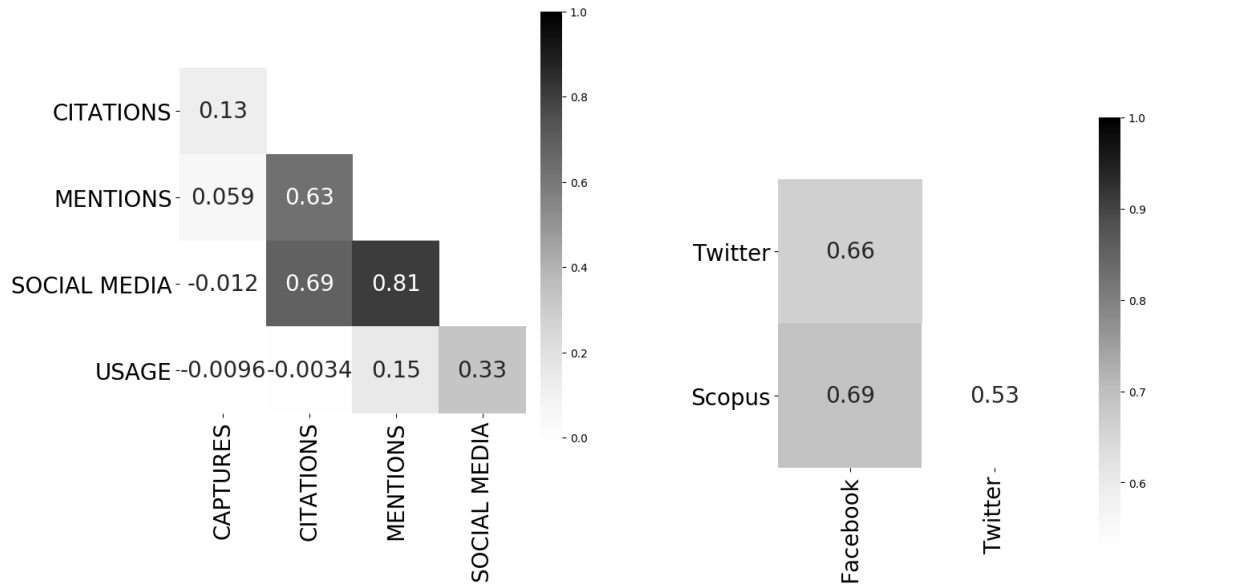 1.0
0.8
0.6
0.4
0.2
0.0
CITATIONS 0.13
MENTIONS 0.059 0.63
SOCIAL MEDIA -0.012 0.69 0.81
USAGE -0.0096 -0.0034 0.15 0.33
CAPTURES
CITATIONS
MENTIONS
SOCIAL MEDIA
1.0
0.9
0.8
0.7
0.6
Twitter 0.66
Scopus 0.69 0.53
Facebook
Twitter